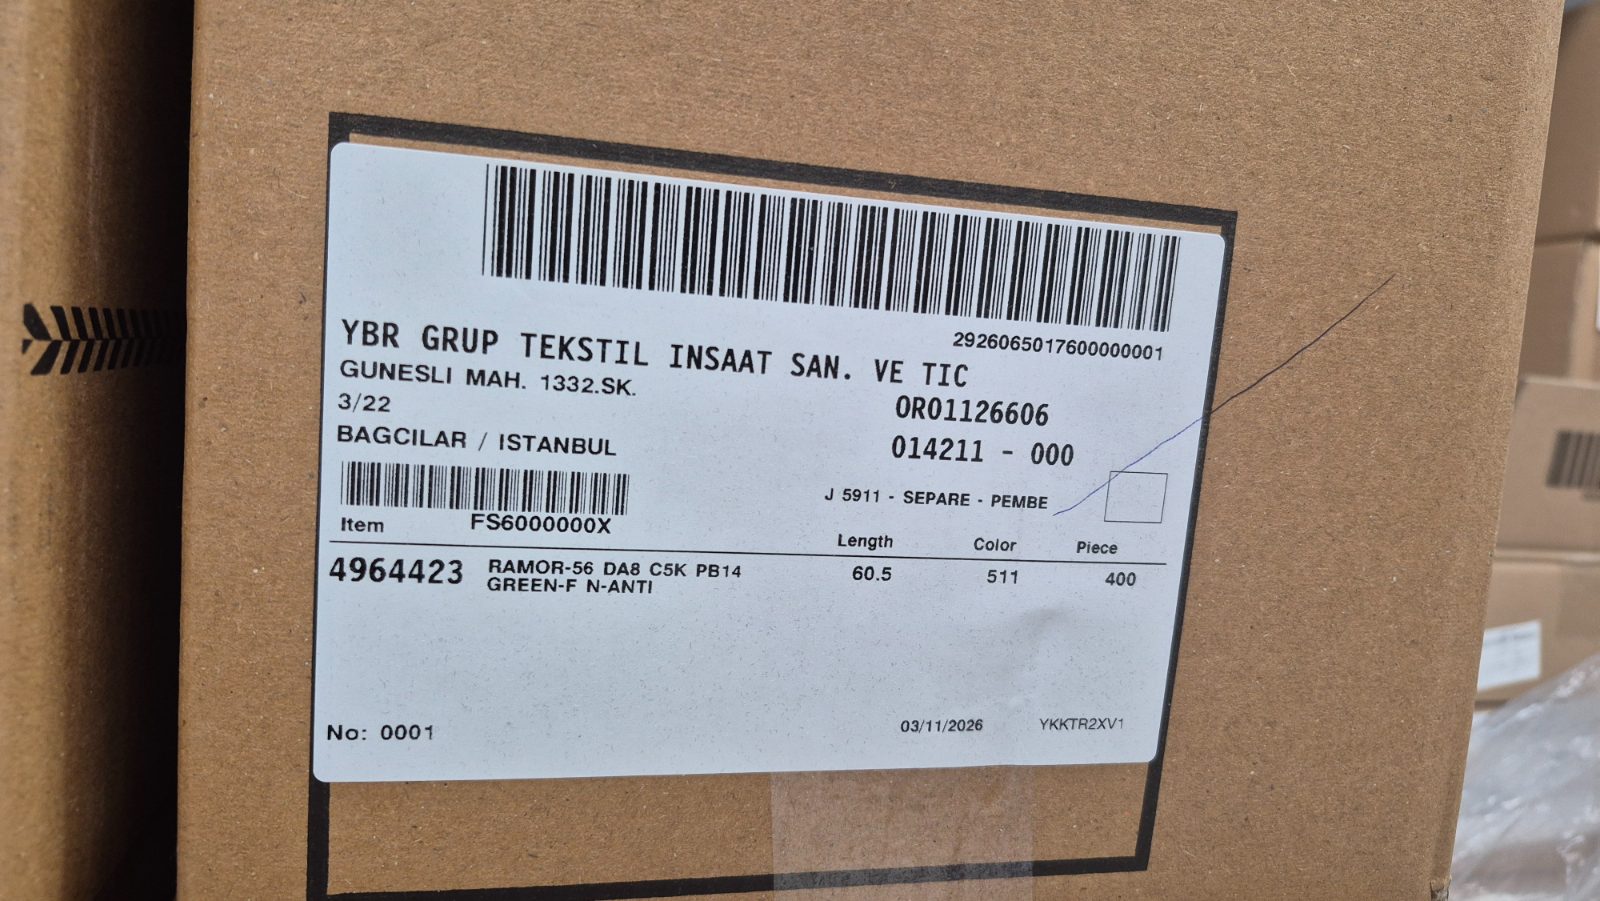 2926065017600000001
YBR GRUP TEKSTIL INSAAT SAN. VE TIC
GUNESLI MAH. 1332.SK.
3/22
BAGCILAR / ISTANBUL
OR01126606
014211 - 000
J 5911 - SEPARE - PEMBE
FS6000000X
Item Length Color Piece
4964423 RAMOR-56 DA8 C5K PB14 60.5 511 400
GREEN-F N-ANTI
No: 0001 03/11/2026 YKKTR2XV1